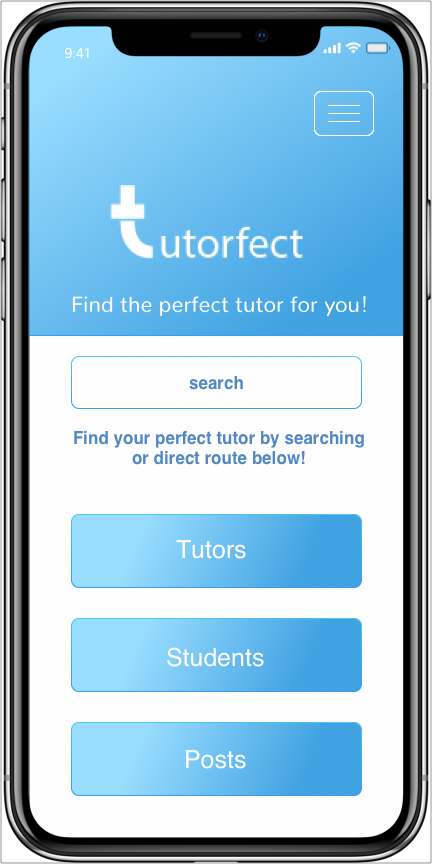 9:41
tutorfect
Find the perfect tutor for you!
search
Find your perfect tutor by searching
or direct route below!
Tutors
Students
Posts